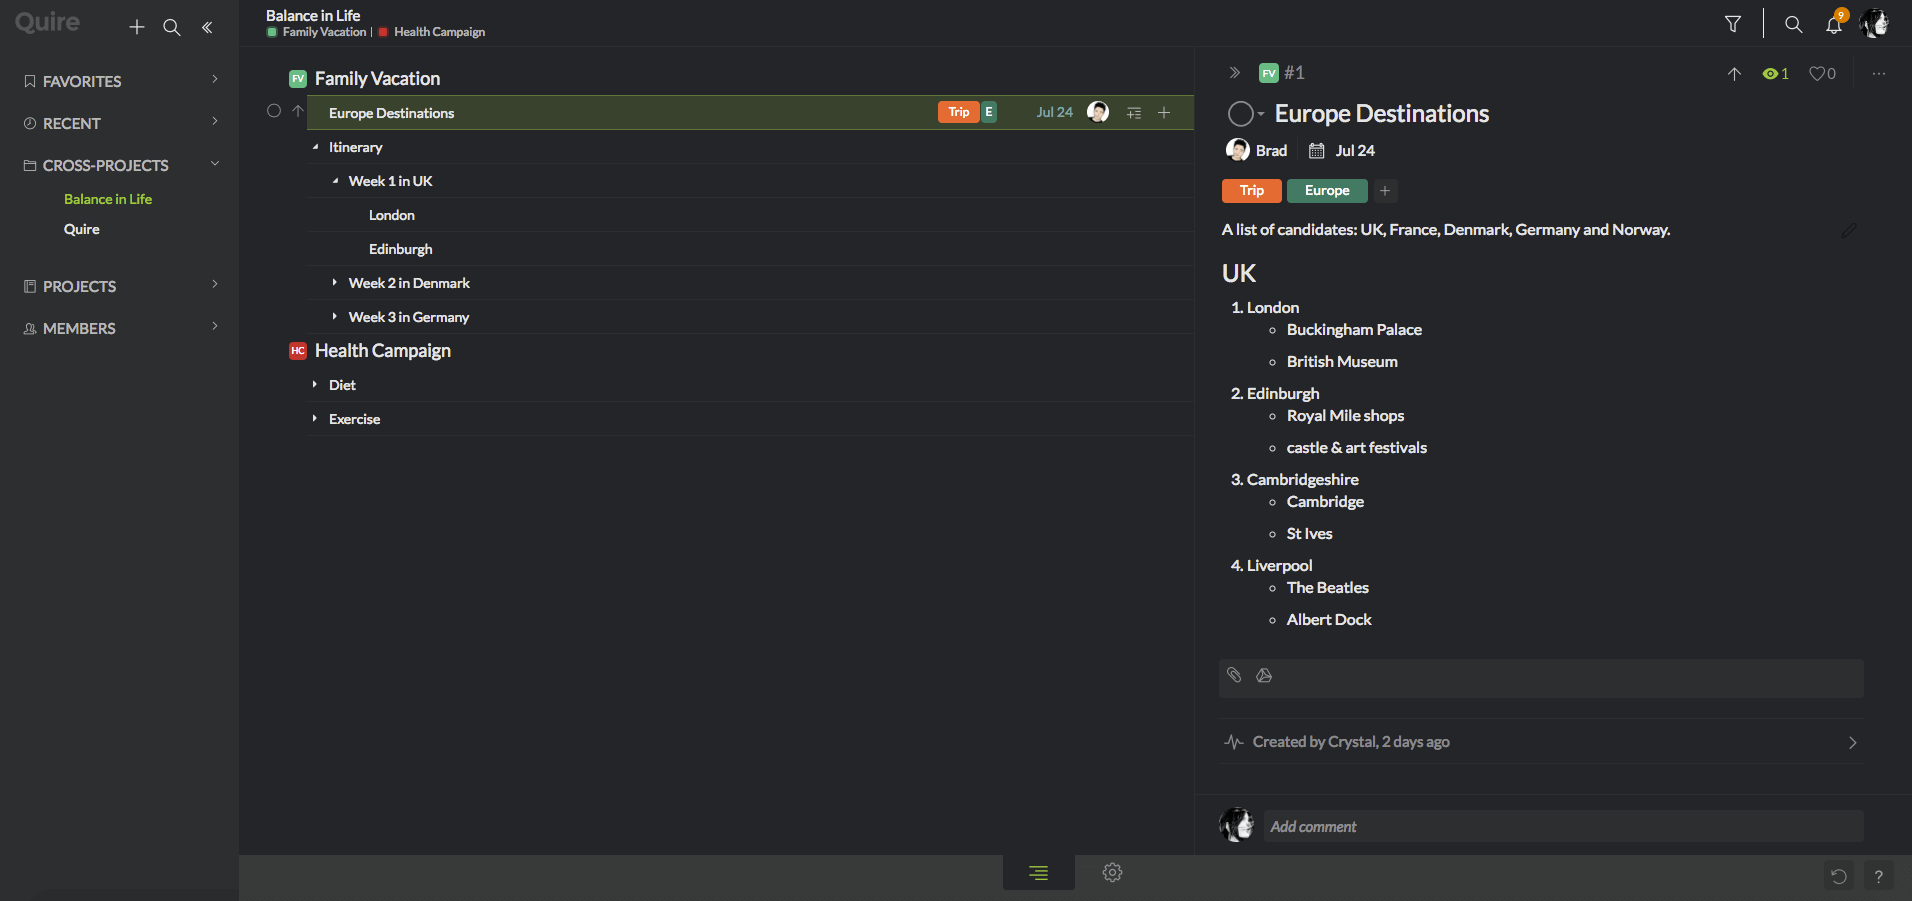 Quire
FAVORITES
RECENT
CROSS-PROJECTS
Balance in Life
Quire
PROJECTS
MEMBERS
Balance in Life
Family Vacation | Health Campaign
9
FV Family Vacation
Europe Destinations Trip E Jul 24
Itinerary
Week 1 in UK
London
Edinburgh
Week 2 in Denmark
Week 3 in Germany
HC Health Campaign
Diet
Exercise
FV #1 1 0
Europe Destinations
Brad Jul 24
Trip Europe
A list of candidates: UK, France, Denmark, Germany and Norway.
UK
1. London
Buckingham Palace
British Museum
2. Edinburgh
Royal Mile shops
castle & art festivals
3. Cambridgeshire
Cambridge
St Ives
4. Liverpool
The Beatles
Albert Dock
Created by Crystal, 2 days ago
Add comment
?